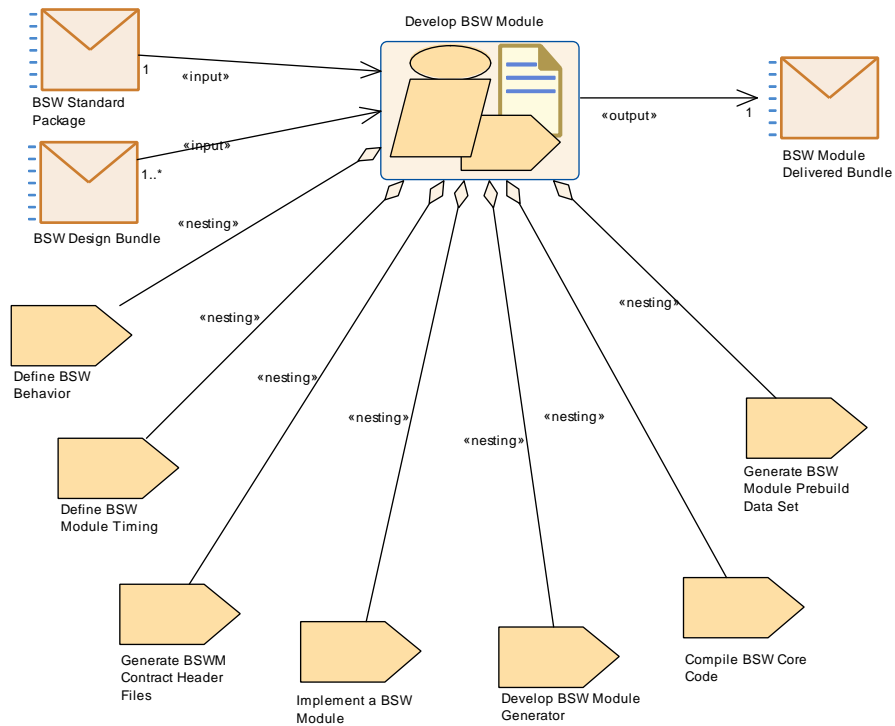 Develop BSW Module
1
«input»
BSW Standard
Package
«output»
1
BSW Module
Delivered Bundle
«input»
1..*
BSW Design Bundle
«nesting»
«nesting»
«nesting»
«nesting»
«nesting»
«nesting»
«nesting»
Define BSW
Behavior
Define BSW
Module Timing
Generate BSW
Module Prebuild
Data Set
Generate BSWM
Contract Header
Files
Implement a BSW
Module
Develop BSW Module
Generator
Compile BSW Core
Code